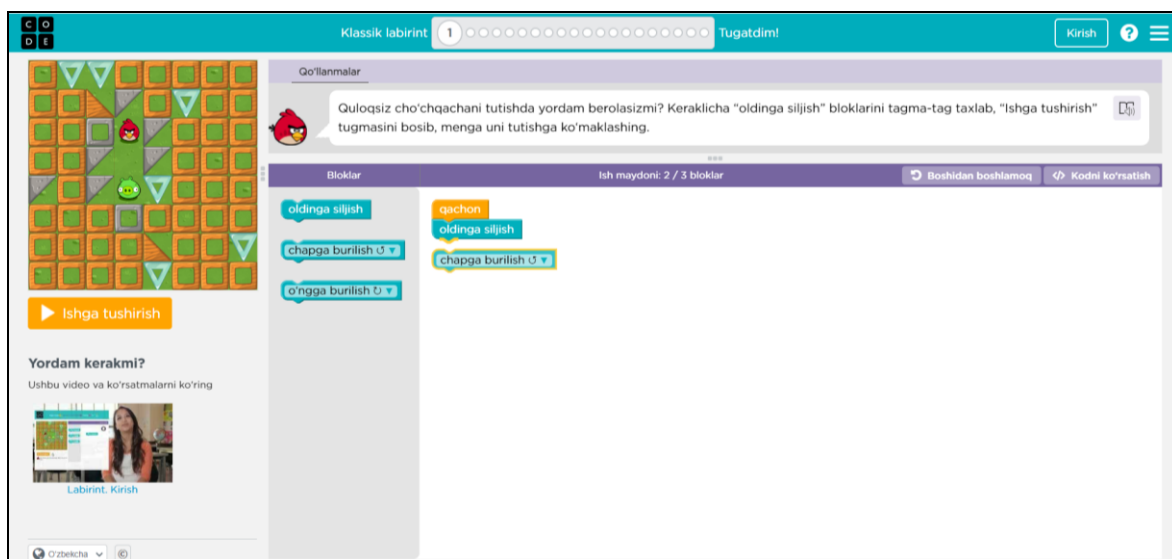 C O
D E
Klassik labirint 1 Tugatdim!
Kirish
?
Qo'llanmalar
Quloqsiz cho'chqachani tutishda yordam berolasizmi? Keraklicha "oldinga siljish" bloklarini tagma-tag taxlab, "Ishga tushirish"
tugmasini bosib, menga uni tutishga ko'maklashing.
Bloklar
Ish maydoni: 2 / 3 bloklar
Boshidan boshlamoq
</> Kodni ko'rsatish
oldinga siljish
chapga burilish ↺ ▼
o'ngga burilish ↻ ▼
qachon
oldinga siljish
chapga burilish ↺ ▼
Ishga tushirish
Yordam kerakmi?
Ushbu video va ko'rsatmalarni ko'ring
Labirint. Kirish
O'zbekcha
©